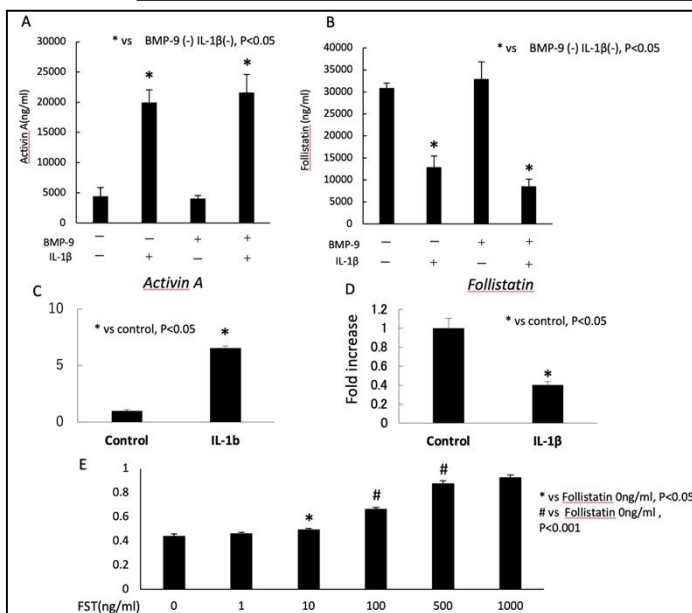 A
* vs BMP-9 (-) IL-1β(-), P<0.05
Activin A(ng/ml)
30000
25000
20000
15000
10000
5000
0
*
*
BMP-9 — — + +
IL-1β — + — +
B
* vs BMP-9 (-) IL-1β(-), P<0.05
Follistatin (ng/ml)
40000
35000
30000
25000
20000
15000
10000
5000
0
*
*
BMP-9 — — + +
IL-1β — + — +
C
Activin A
* vs control, P<0.05
10
5
0
*
Control IL-1b
D
Follistatin
* vs control, P<0.05
Fold increase
1.2
1
0.8
0.6
0.4
0.2
0
*
Control IL-1β
E
1
0.8
0.6
0.4
0.2
0
*
#
#
* vs Follistatin 0ng/ml, P<0.05
# vs Follistatin 0ng/ml ,
P<0.001
FST(ng/ml) 0 1 10 100 500 1000